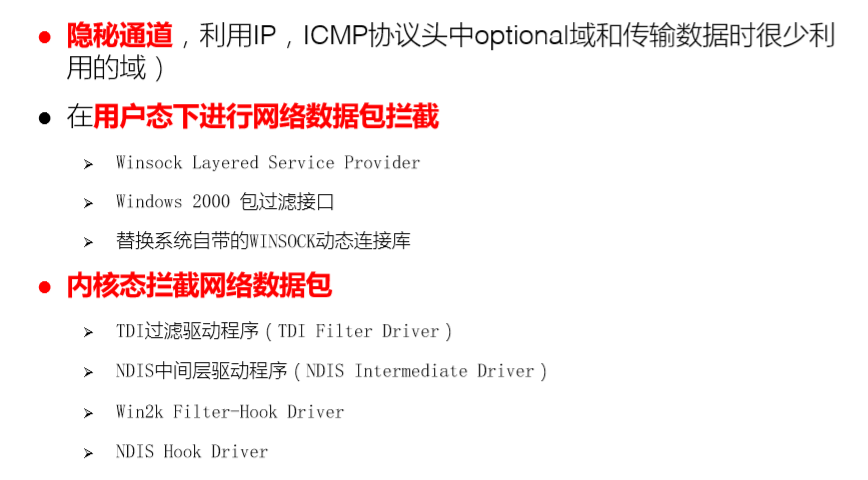 ● 隐秘通道，利用IP，ICMP协议头中optional域和传输数据时很少利
用的域）
● 在用户态下进行网络数据包拦截
➢ Winsock Layered Service Provider
➢ Windows 2000 包过滤接口
➢ 替换系统自带的WINSOCK动态连接库
● 内核态拦截网络数据包
➢ TDI过滤驱动程序（TDI Filter Driver）
➢ NDIS中间层驱动程序（NDIS Intermediate Driver）
➢ Win2k Filter-Hook Driver
➢ NDIS Hook Driver